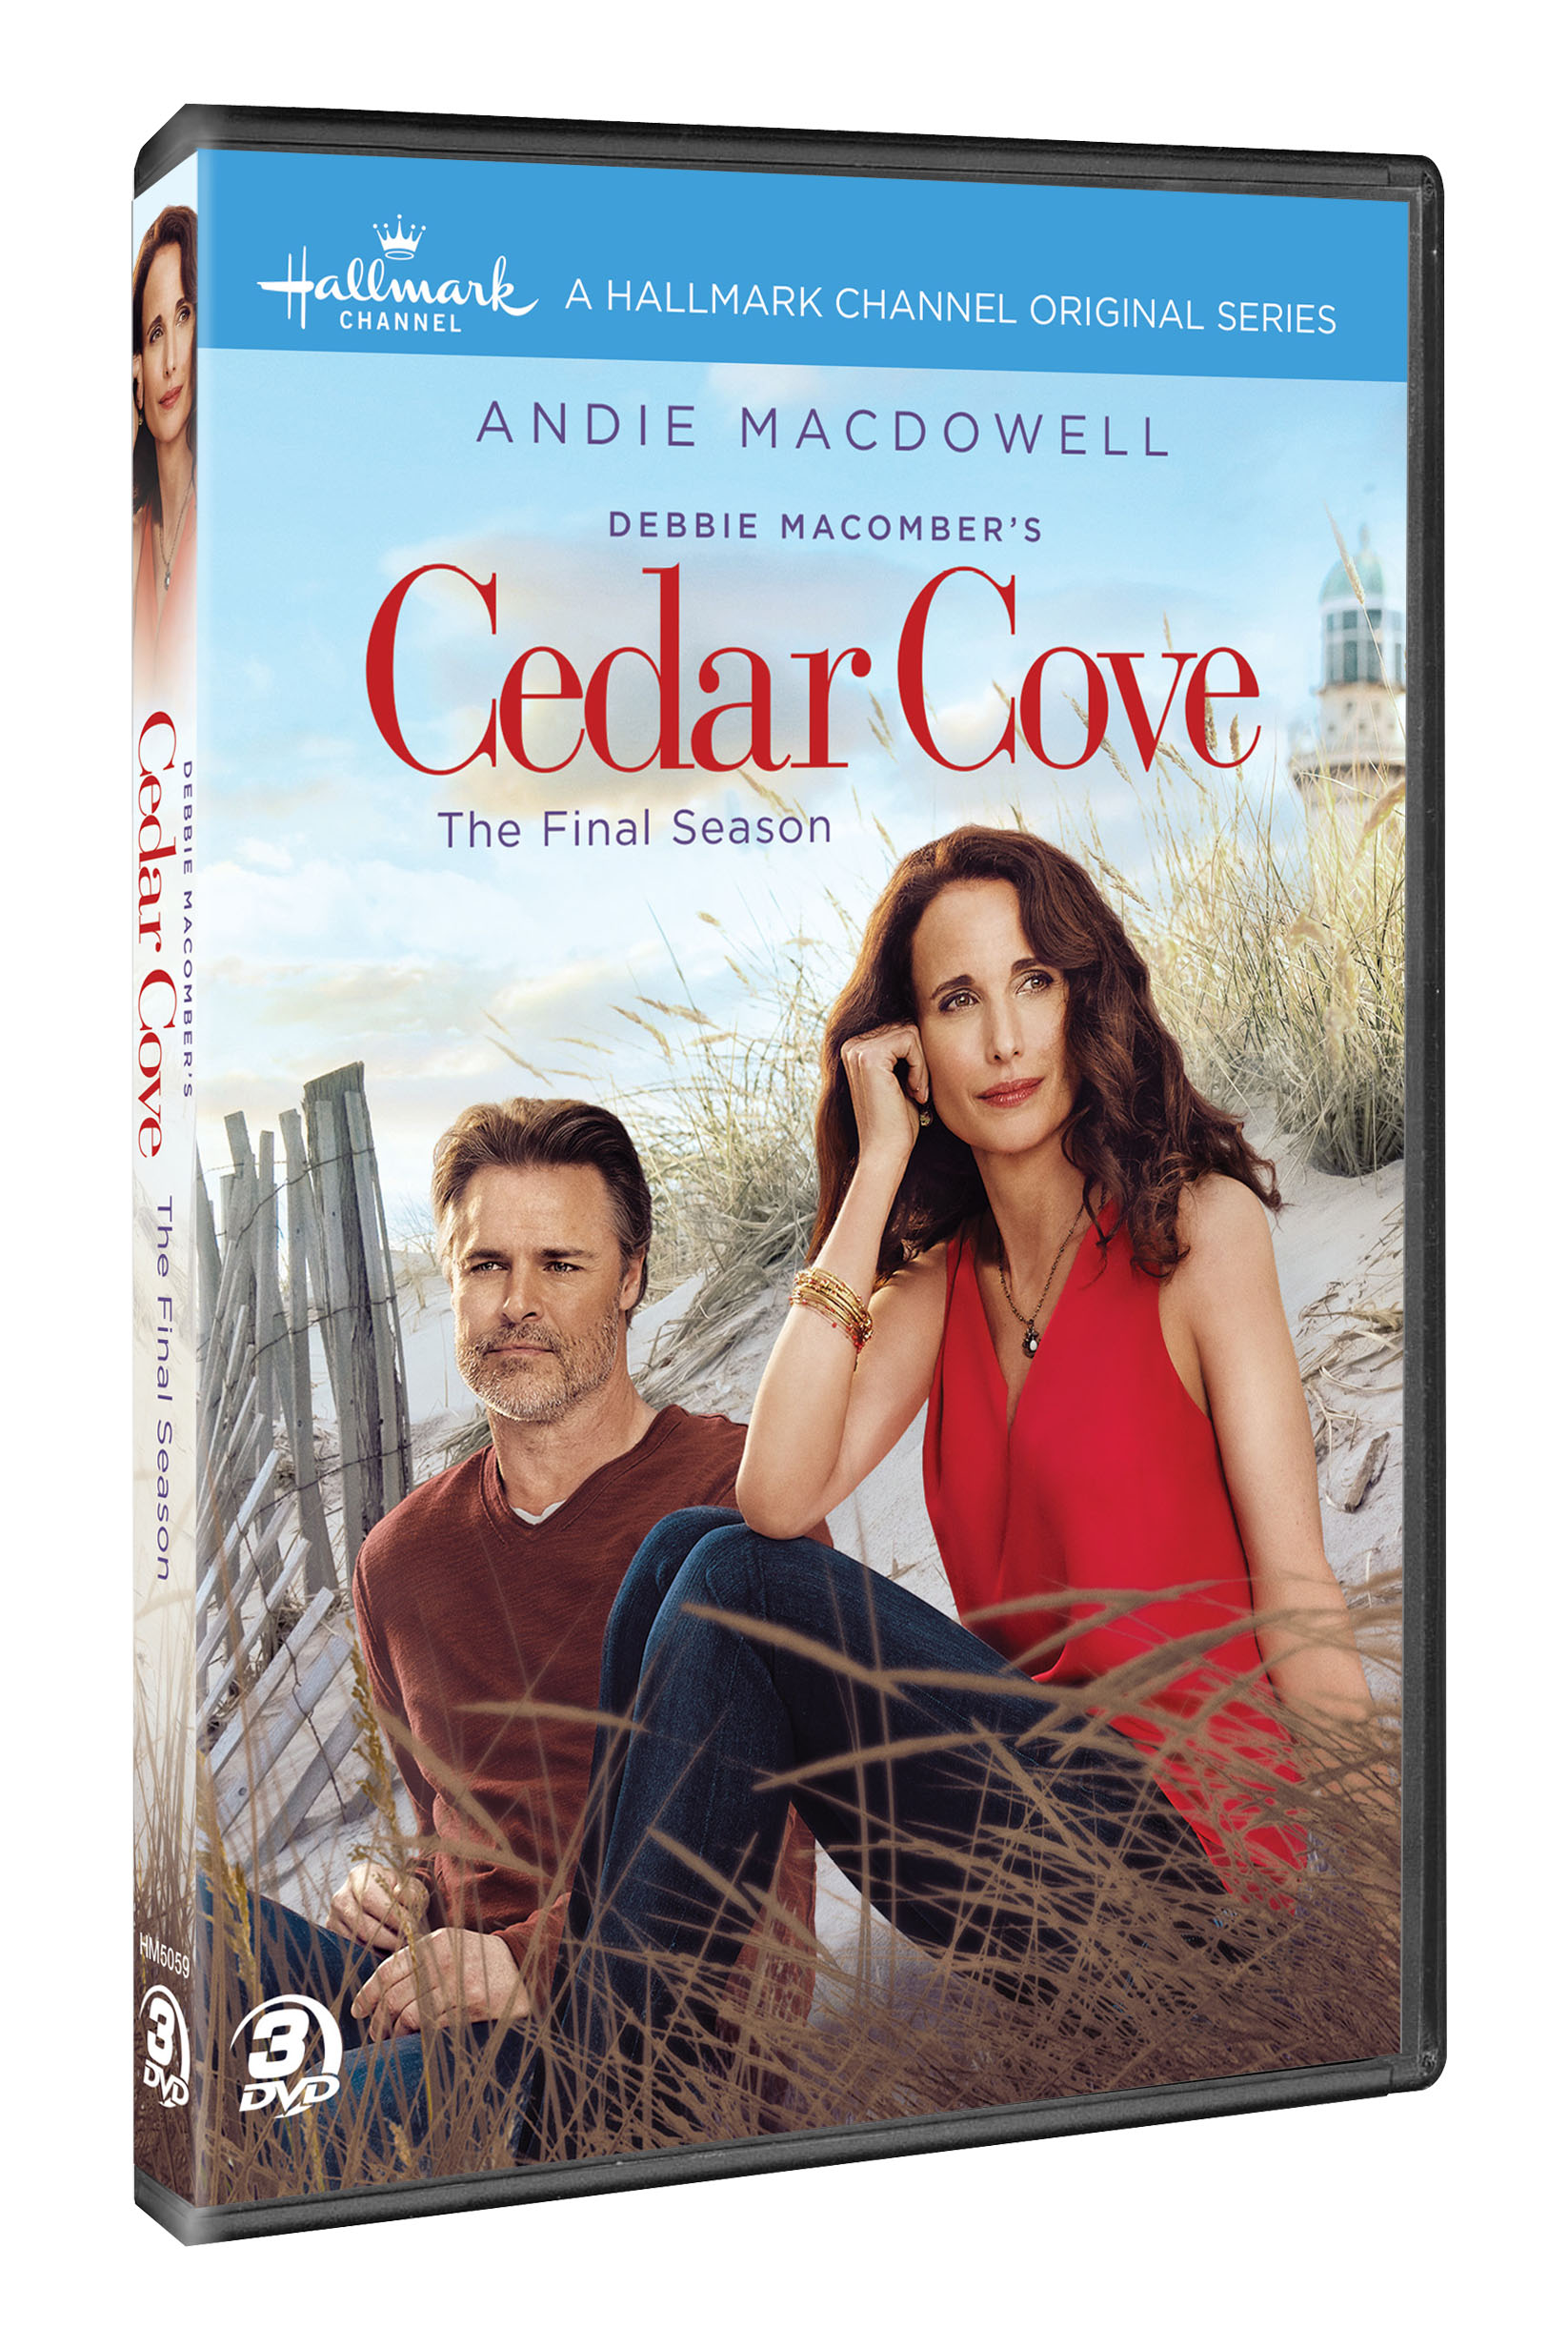 Hallmark
CHANNEL
A HALLMARK CHANNEL ORIGINAL SERIES
ANDIE MACDOWELL
DEBBIE MACOMBER'S
Cedar Cove
The Final Season
3
DVD
DEBBIE MACOMBER'S
Cedar Cove
The Final Season
HM5059
3
DVD